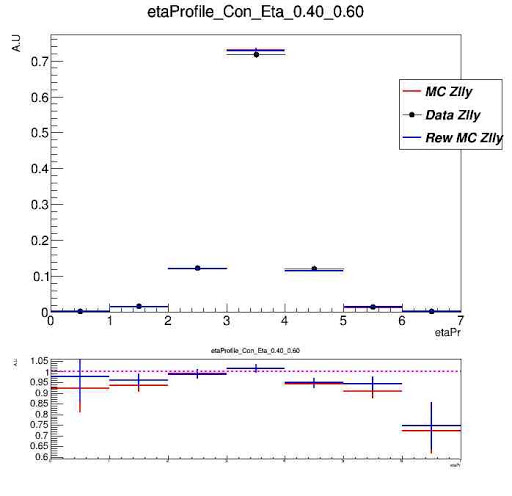 etaProfile_Con_Eta_0.40_0.60
A.U
0.7
0.6
0.5
0.4
0.3
0.2
0.1
0
0 1 2 3 4 5 6 7
etaPr
MC Zlly
Data Zlly
Rew MC Zlly
etaProfile_Con_Eta_0.40_0.60
A.U
1.05
1
0.95
0.9
0.85
0.8
0.75
0.7
0.65
0.6
etaPr